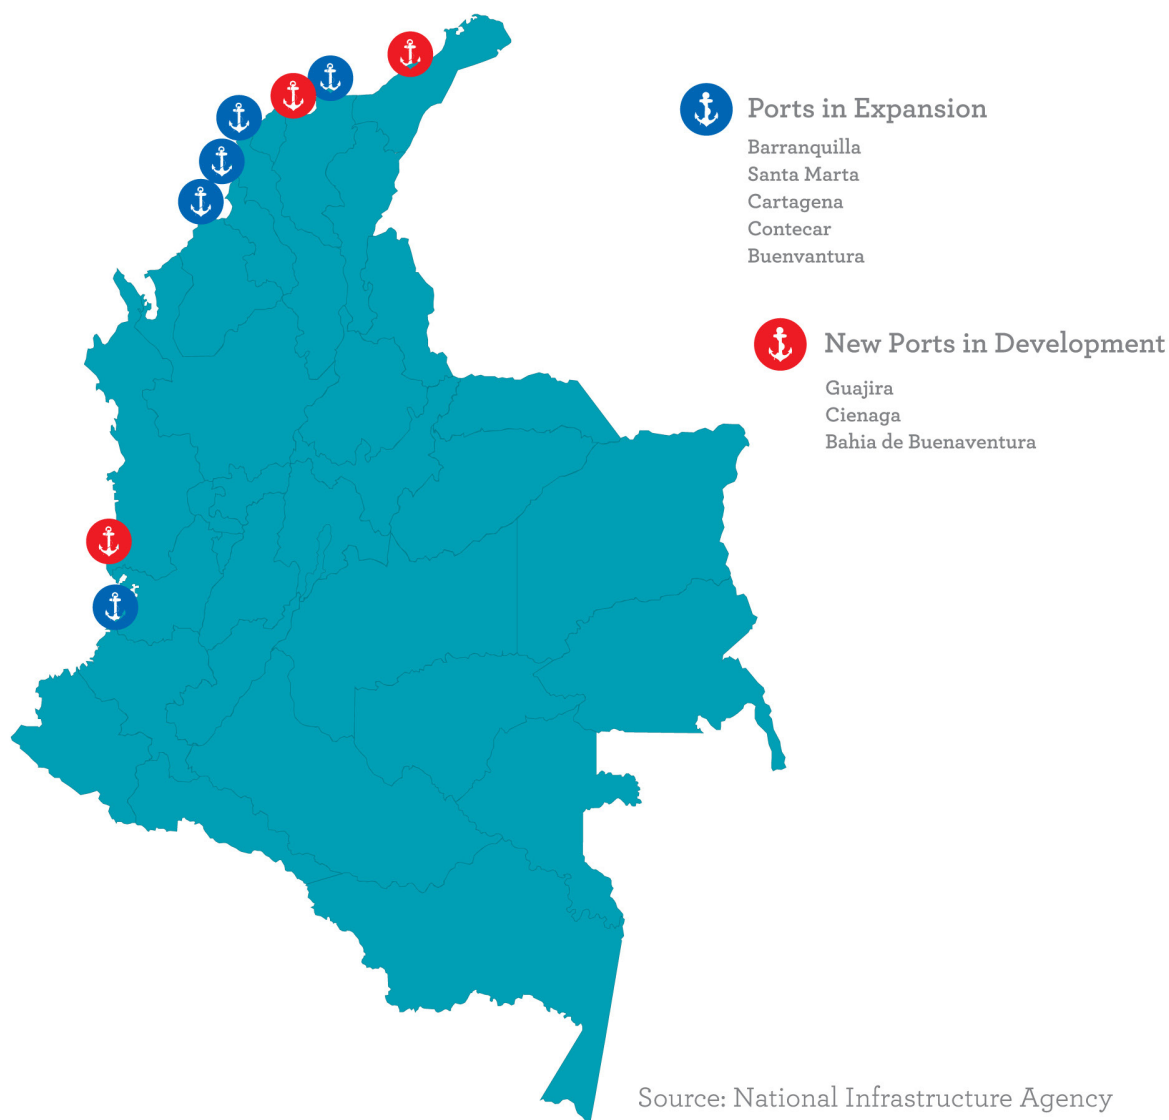 Ports in Expansion
Barranquilla
Santa Marta
Cartagena
Contecar
Buenvantura
New Ports in Development
Guajira
Cienaga
Bahia de Buenaventura
Source: National Infrastructure Agency